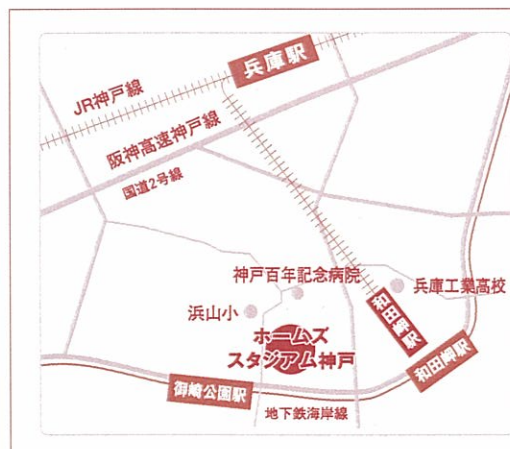 兵庫駅
JR神戸線
阪神高速神戸線
国道2号線
神戸百年記念病院
兵庫工業高校
浜山小
和田岬駅
ホームズ
スタジアム神戸
和田岬駅
御崎公園駅
地下鉄海岸線